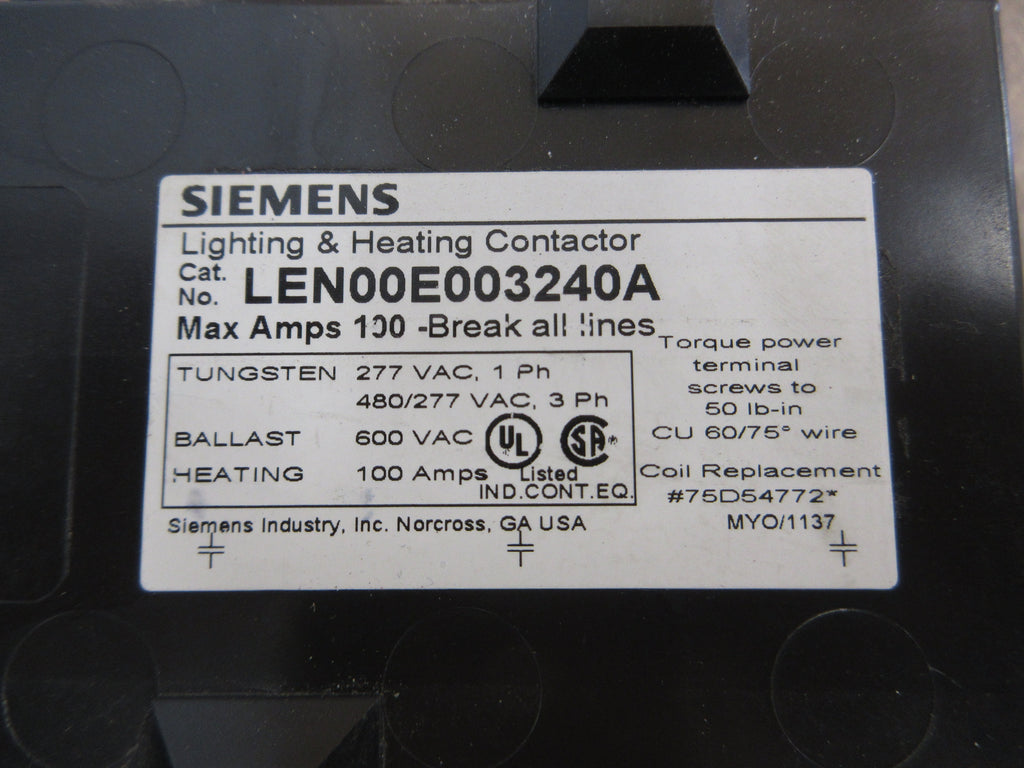 SIEMENS
Lighting & Heating Contactor
Cat. No. LEN00E003240A
Max Amps 100 -Break all lines
TUNGSTEN 277 VAC, 1 Ph
480/277 VAC, 3 Ph
BALLAST 600 VAC UL SA
HEATING 100 Amps Listed
IND.CONT.EQ.
Torque power
terminal
screws to
50 lb-in
CU 60/75° wire
Coil Replacement
#75D54772*
Siemens Industry, Inc. Norcross, GA USA
MYO/1137